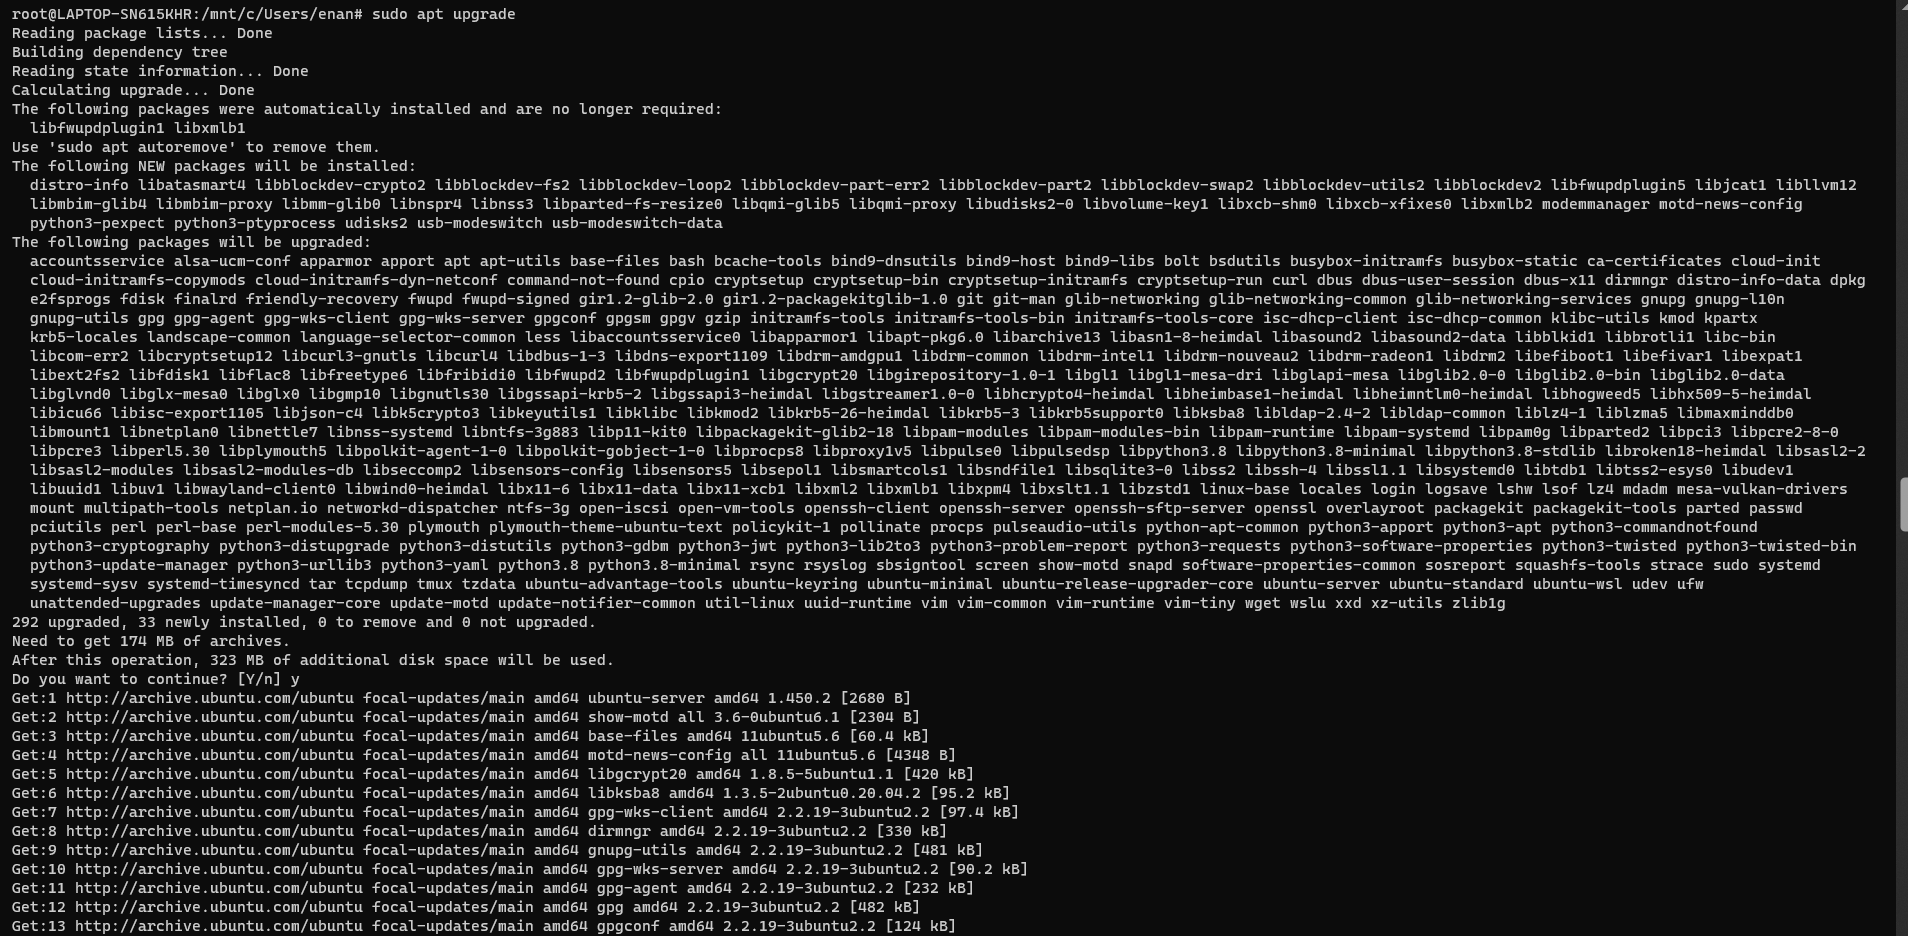 root@LAPTOP-SN615KHR:/mnt/c/Users/enan# sudo apt upgrade
Reading package lists... Done
Building dependency tree
Reading state information... Done
Calculating upgrade... Done
The following packages were automatically installed and are no longer required:
  libfwupdplugin1 libxmlb1
Use 'sudo apt autoremove' to remove them.
The following NEW packages will be installed:
  distro-info libatasmart4 libblockdev-crypto2 libblockdev-fs2 libblockdev-loop2 libblockdev-part-err2 libblockdev-part2 libblockdev-swap2 libblockdev-utils2 libblockdev2 libfwupdplugin5 libjcat1 libllvm12
  libmbim-glib4 libmbim-proxy libmm-glib0 libnspr4 libnss3 libparted-fs-resize0 libqmi-glib5 libqmi-proxy libudisks2-0 libvolume-key1 libxcb-shm0 libxcb-xfixes0 libxmlb2 modemmanager motd-news-config
  python3-pexpect python3-ptyprocess udisks2 usb-modeswitch usb-modeswitch-data
The following packages will be upgraded:
  accountsservice alsa-ucm-conf apparmor apport apt apt-utils base-files bash bcache-tools bind9-dnsutils bind9-host bind9-libs bolt bsdutils busybox-initramfs busybox-static ca-certificates cloud-init
  cloud-initramfs-copymods cloud-initramfs-dyn-netconf command-not-found cpio cryptsetup cryptsetup-bin cryptsetup-initramfs cryptsetup-run curl dbus dbus-user-session dbus-x11 dirmngr distro-info-data dpkg
  e2fsprogs fdisk finalrd friendly-recovery fwupd fwupd-signed gir1.2-glib-2.0 gir1.2-packagekitglib-1.0 git git-man glib-networking glib-networking-common glib-networking-services gnupg gnupg-l10n
  gnupg-utils gpg gpg-agent gpg-wks-client gpg-wks-server gpgconf gpgsm gpgv gzip initramfs-tools initramfs-tools-bin initramfs-tools-core isc-dhcp-client isc-dhcp-common klibc-utils kmod kpartx
  krb5-locales landscape-common language-selector-common less libaccountsservice0 libapparmor1 libapt-pkg6.0 libarchive13 libasn1-8-heimdal libasound2 libasound2-data libblkid1 libbrotli1 libc-bin
  libcom-err2 libcryptsetup12 libcurl3-gnutls libcurl4 libdbus-1-3 libdns-export1109 libdrm-amdgpu1 libdrm-common libdrm-intel1 libdrm-nouveau2 libdrm-radeon1 libdrm2 libefiboot1 libefivar1 libexpat1
  libext2fs2 libfdisk1 libflac8 libfreetype6 libfribidi0 libfwupd2 libfwupdplugin1 libgcrypt20 libgirepository-1.0-1 libgl1 libgl1-mesa-dri libglapi-mesa libglib2.0-0 libglib2.0-bin libglib2.0-data
  libglvnd0 libglx-mesa0 libglx0 libgmp10 libgnutls30 libgssapi-krb5-2 libgssapi3-heimdal libgstreamer1.0-0 libhcrypto4-heimdal libheimbase1-heimdal libheimntlm0-heimdal libhogweed5 libhx509-5-heimdal
  libicu66 libisc-export1105 libjson-c4 libk5crypto3 libkeyutils1 libklibc libkmod2 libkrb5-26-heimdal libkrb5-3 libkrb5support0 libksba8 libldap-2.4-2 libldap-common liblz4-1 liblzma5 libmaxminddb0
  libmount1 libnetplan0 libnettle7 libnss-systemd libntfs-3g883 libp11-kit0 libpackagekit-glib2-18 libpam-modules libpam-modules-bin libpam-runtime libpam-systemd libpam0g libparted2 libpci3 libpcre2-8-0
  libpcre3 libperl5.30 libplymouth5 libpolkit-agent-1-0 libpolkit-gobject-1-0 libprocps8 libproxy1v5 libpulse0 libpulsedsp libpython3.8 libpython3.8-minimal libpython3.8-stdlib libroken18-heimdal libsasl2-2
  libsasl2-modules libsasl2-modules-db libseccomp2 libsensors-config libsensors5 libsepol1 libsmartcols1 libsndfile1 libsqlite3-0 libss2 libssh-4 libssl1.1 libsystemd0 libtdb1 libtss2-esys0 libudev1
  libuuid1 libuv1 libwayland-client0 libwind0-heimdal libx11-6 libx11-data libx11-xcb1 libxml2 libxmlb1 libxpm4 libxslt1.1 libzstd1 linux-base locales login logsave lshw lsof lz4 mdadm mesa-vulkan-drivers
  mount multipath-tools netplan.io networkd-dispatcher ntfs-3g open-iscsi open-vm-tools openssh-client openssh-server openssh-sftp-server openssl overlayroot packagekit packagekit-tools parted passwd
  pciutils perl perl-base perl-modules-5.30 plymouth plymouth-theme-ubuntu-text policykit-1 pollinate procps pulseaudio-utils python-apt-common python3-apport python3-apt python3-commandnotfound
  python3-cryptography python3-distupgrade python3-distutils python3-gdbm python3-jwt python3-lib2to3 python3-problem-report python3-requests python3-software-properties python3-twisted python3-twisted-bin
  python3-update-manager python3-urllib3 python3-yaml python3.8 python3.8-minimal rsync rsyslog sbsigntool screen show-motd snapd software-properties-common sosreport squashfs-tools strace sudo systemd
  systemd-sysv systemd-timesyncd tar tcpdump tmux tzdata ubuntu-advantage-tools ubuntu-keyring ubuntu-minimal ubuntu-release-upgrader-core ubuntu-server ubuntu-standard ubuntu-wsl udev ufw
  unattended-upgrades update-manager-core update-motd update-notifier-common util-linux uuid-runtime vim vim-common vim-runtime vim-tiny wget wslu xxd xz-utils zlib1g
292 upgraded, 33 newly installed, 0 to remove and 0 not upgraded.
Need to get 174 MB of archives.
After this operation, 323 MB of additional disk space will be used.
Do you want to continue? [Y/n] y
Get:1 http://archive.ubuntu.com/ubuntu focal-updates/main amd64 ubuntu-server amd64 1.450.2 [2680 B]
Get:2 http://archive.ubuntu.com/ubuntu focal-updates/main amd64 show-motd all 3.6-0ubuntu6.1 [2304 B]
Get:3 http://archive.ubuntu.com/ubuntu focal-updates/main amd64 base-files amd64 11ubuntu5.6 [60.4 kB]
Get:4 http://archive.ubuntu.com/ubuntu focal-updates/main amd64 motd-news-config all 11ubuntu5.6 [4348 B]
Get:5 http://archive.ubuntu.com/ubuntu focal-updates/main amd64 libgcrypt20 amd64 1.8.5-5ubuntu1.1 [420 kB]
Get:6 http://archive.ubuntu.com/ubuntu focal-updates/main amd64 libksba8 amd64 1.3.5-2ubuntu0.20.04.2 [95.2 kB]
Get:7 http://archive.ubuntu.com/ubuntu focal-updates/main amd64 gpg-wks-client amd64 2.2.19-3ubuntu2.2 [97.4 kB]
Get:8 http://archive.ubuntu.com/ubuntu focal-updates/main amd64 dirmngr amd64 2.2.19-3ubuntu2.2 [330 kB]
Get:9 http://archive.ubuntu.com/ubuntu focal-updates/main amd64 gnupg-utils amd64 2.2.19-3ubuntu2.2 [481 kB]
Get:10 http://archive.ubuntu.com/ubuntu focal-updates/main amd64 gpg-wks-server amd64 2.2.19-3ubuntu2.2 [90.2 kB]
Get:11 http://archive.ubuntu.com/ubuntu focal-updates/main amd64 gpg-agent amd64 2.2.19-3ubuntu2.2 [232 kB]
Get:12 http://archive.ubuntu.com/ubuntu focal-updates/main amd64 gpg amd64 2.2.19-3ubuntu2.2 [482 kB]
Get:13 http://archive.ubuntu.com/ubuntu focal-updates/main amd64 gpgconf amd64 2.2.19-3ubuntu2.2 [124 kB]